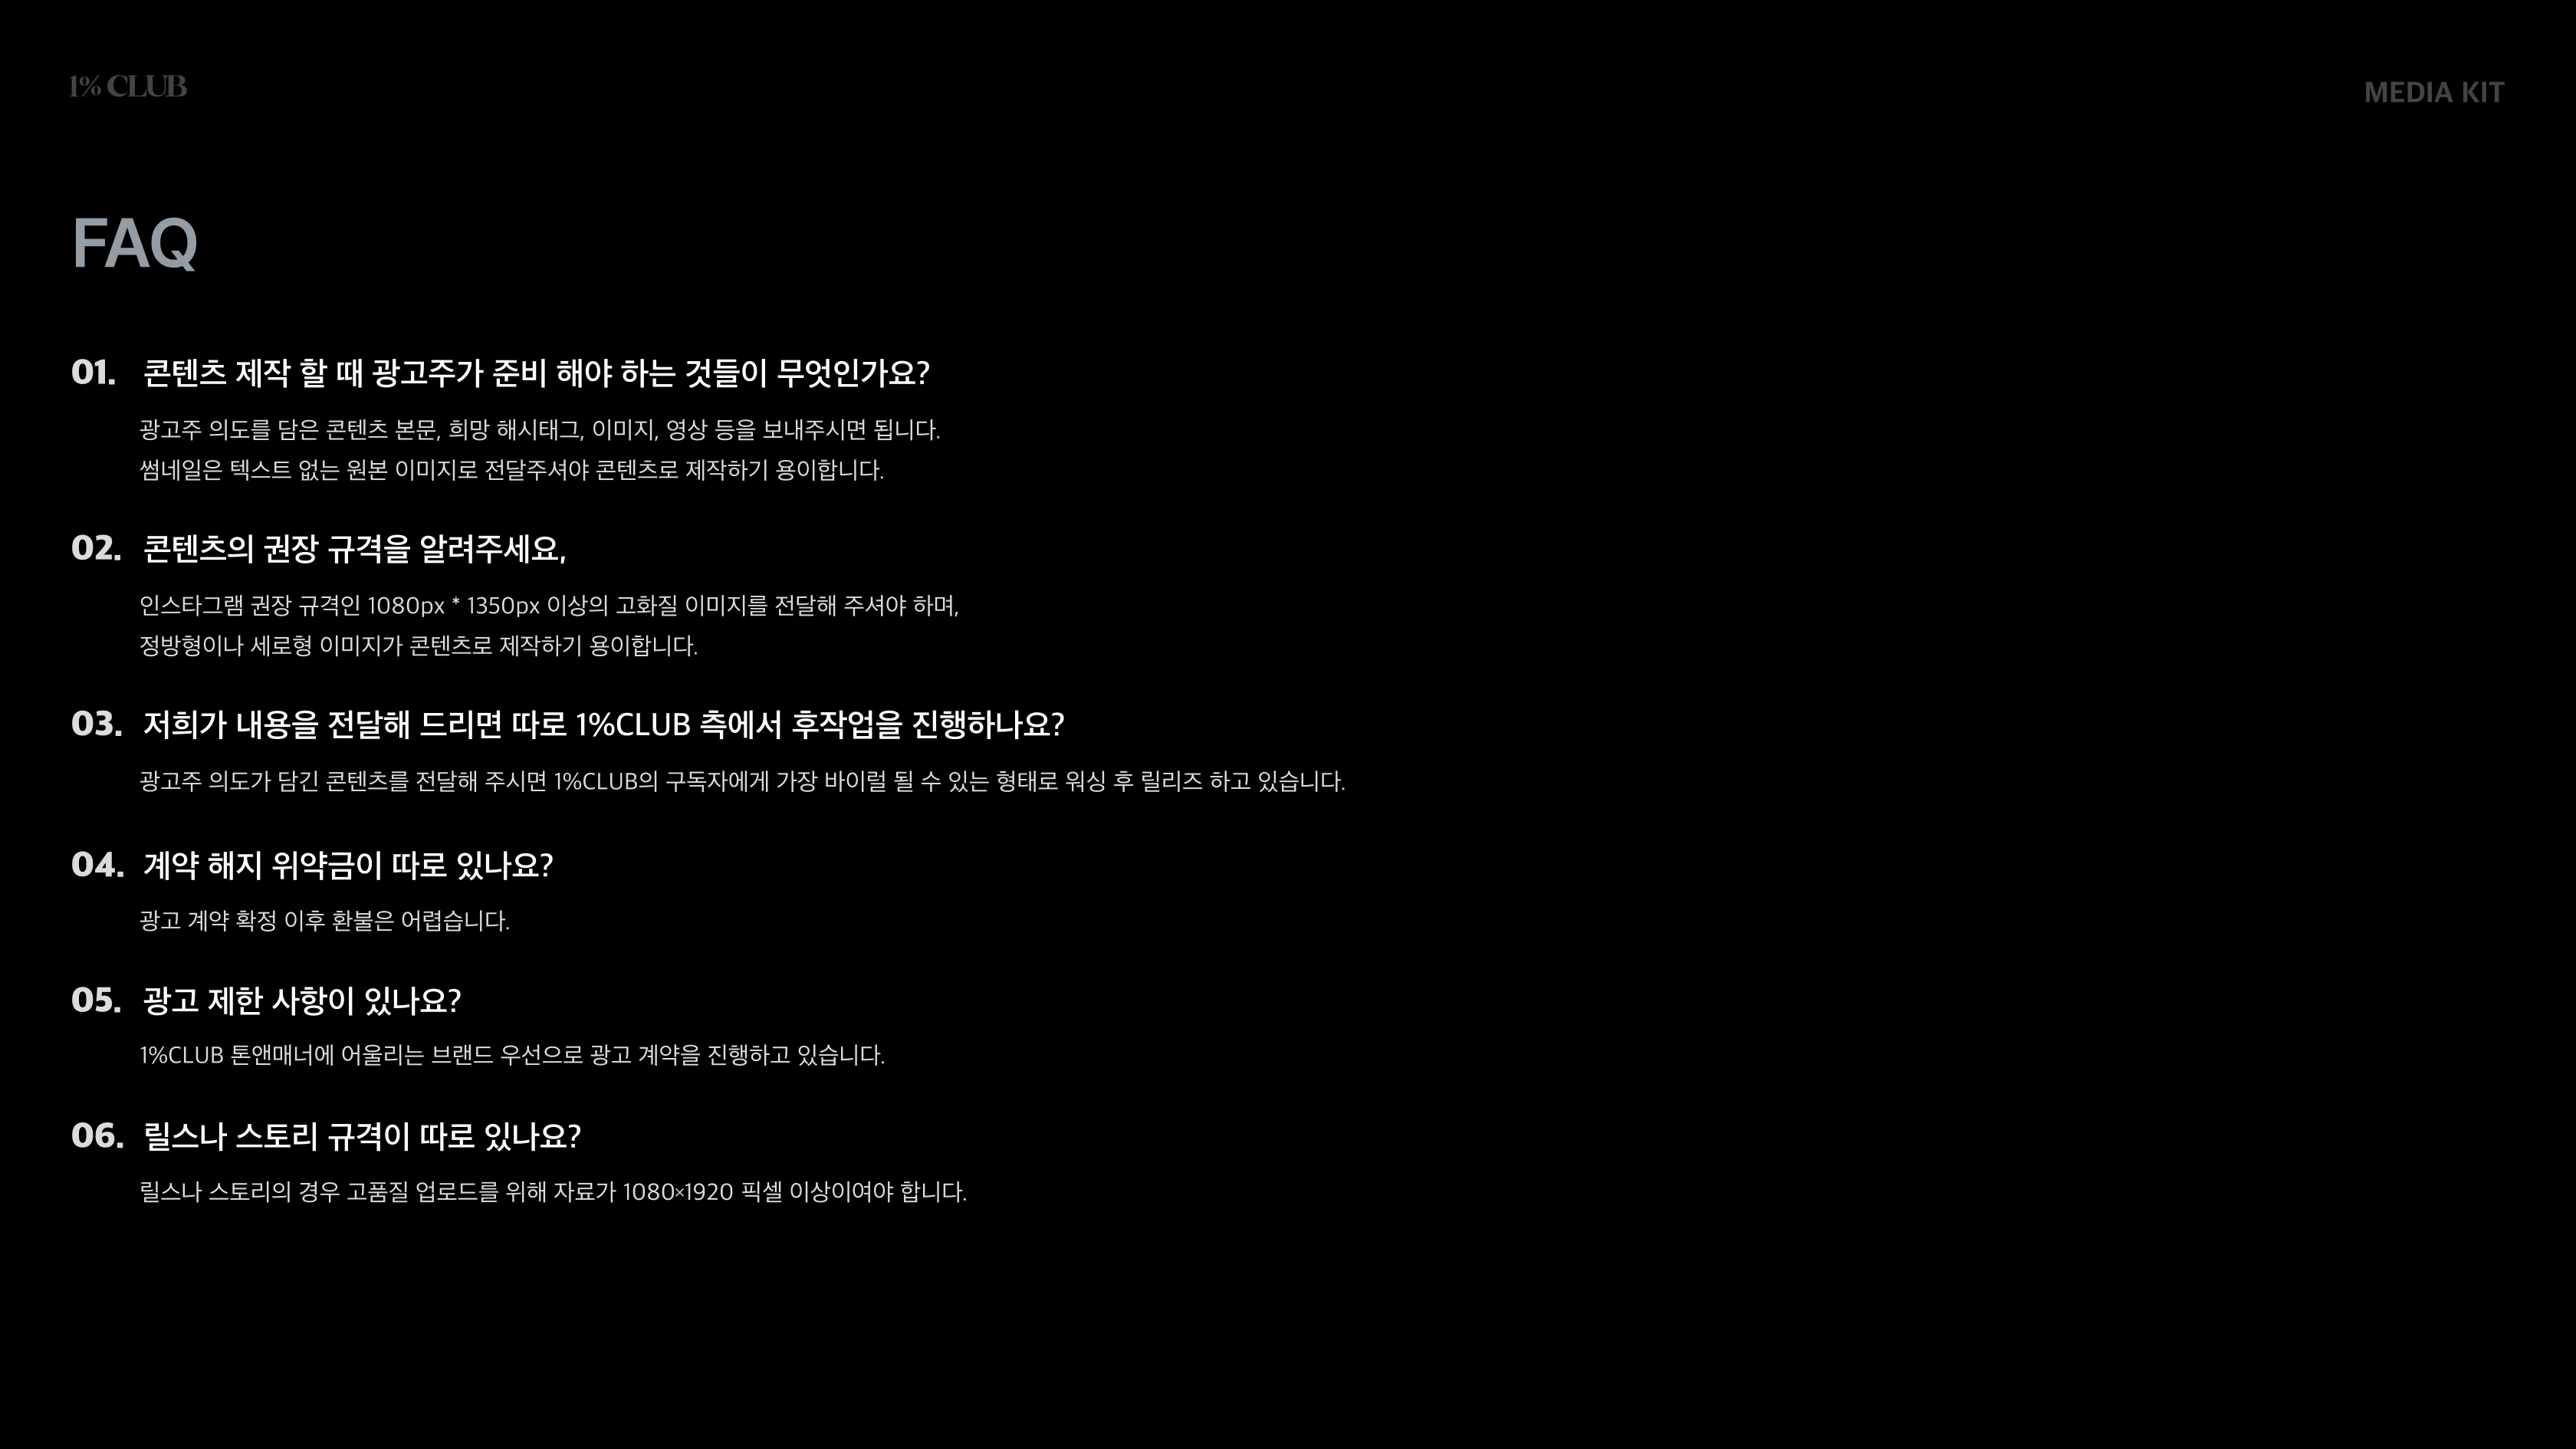 1% CLUB
MEDIA KIT
FAQ
01. 콘텐츠 제작 할 때 광고주가 준비 해야 하는 것들이 무엇인가요?
광고주 의도를 담은 콘텐츠 본문, 희망 해시태그, 이미지, 영상 등을 보내주시면 됩니다.
썸네일은 텍스트 없는 원본 이미지로 전달주셔야 콘텐츠로 제작하기 용이합니다.
02. 콘텐츠의 권장 규격을 알려주세요,
인스타그램 권장 규격인 1080px * 1350px 이상의 고화질 이미지를 전달해 주셔야 하며,
정방형이나 세로형 이미지가 콘텐츠로 제작하기 용이합니다.
03. 저희가 내용을 전달해 드리면 따로 1%CLUB 측에서 후작업을 진행하나요?
광고주 의도가 담긴 콘텐츠를 전달해 주시면 1%CLUB의 구독자에게 가장 바이럴 될 수 있는 형태로 워싱 후 릴리즈 하고 있습니다.
04. 계약 해지 위약금이 따로 있나요?
광고 계약 확정 이후 환불은 어렵습니다.
05. 광고 제한 사항이 있나요?
1%CLUB 톤앤매너에 어울리는 브랜드 우선으로 광고 계약을 진행하고 있습니다.
06. 릴스나 스토리 규격이 따로 있나요?
릴스나 스토리의 경우 고품질 업로드를 위해 자료가 1080×1920 픽셀 이상이여야 합니다.